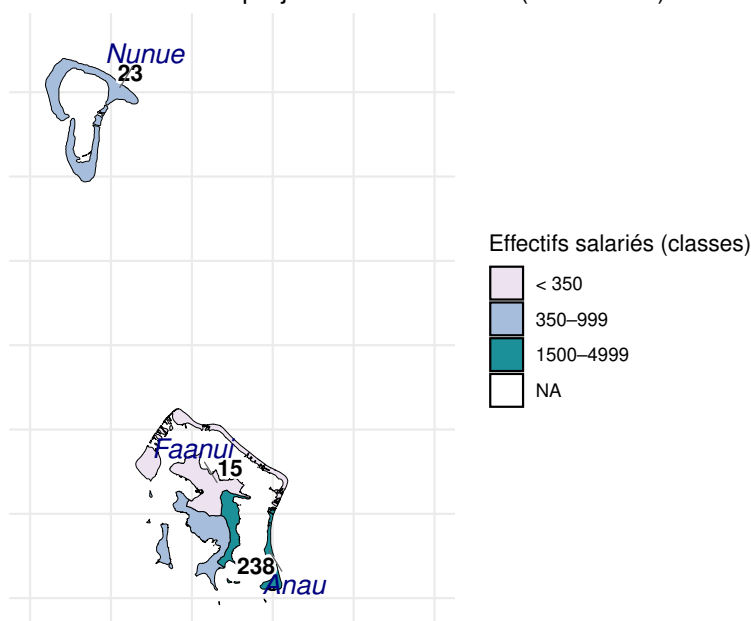 Nunue
23
Effectifs salariés (classes)
< 350
350–999
1500–4999
NA
Faanui
15
238
Anau